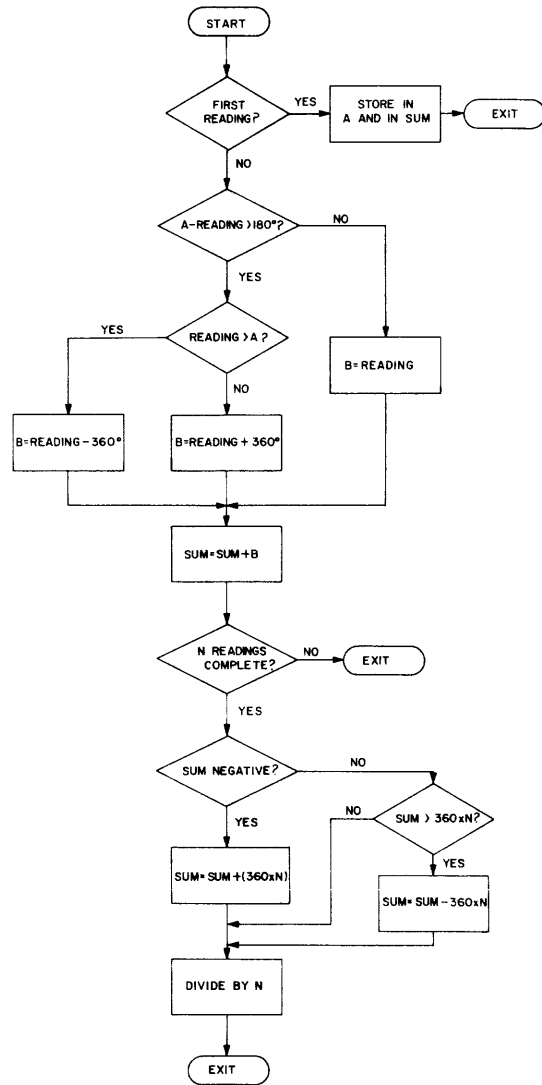 START
FIRST
READING?
YES
STORE IN
A AND IN SUM
EXIT
NO
A-READING>180°?
NO
YES
READING>A?
YES
NO
B=READING
B=READING-360°
B=READING+360°
SUM=SUM+B
N READINGS
COMPLETE?
NO
EXIT
YES
SUM NEGATIVE?
NO
YES
SUM > 360xN?
NO
YES
SUM=SUM+(360xN)
SUM=SUM-360xN
DIVIDE BY N
EXIT